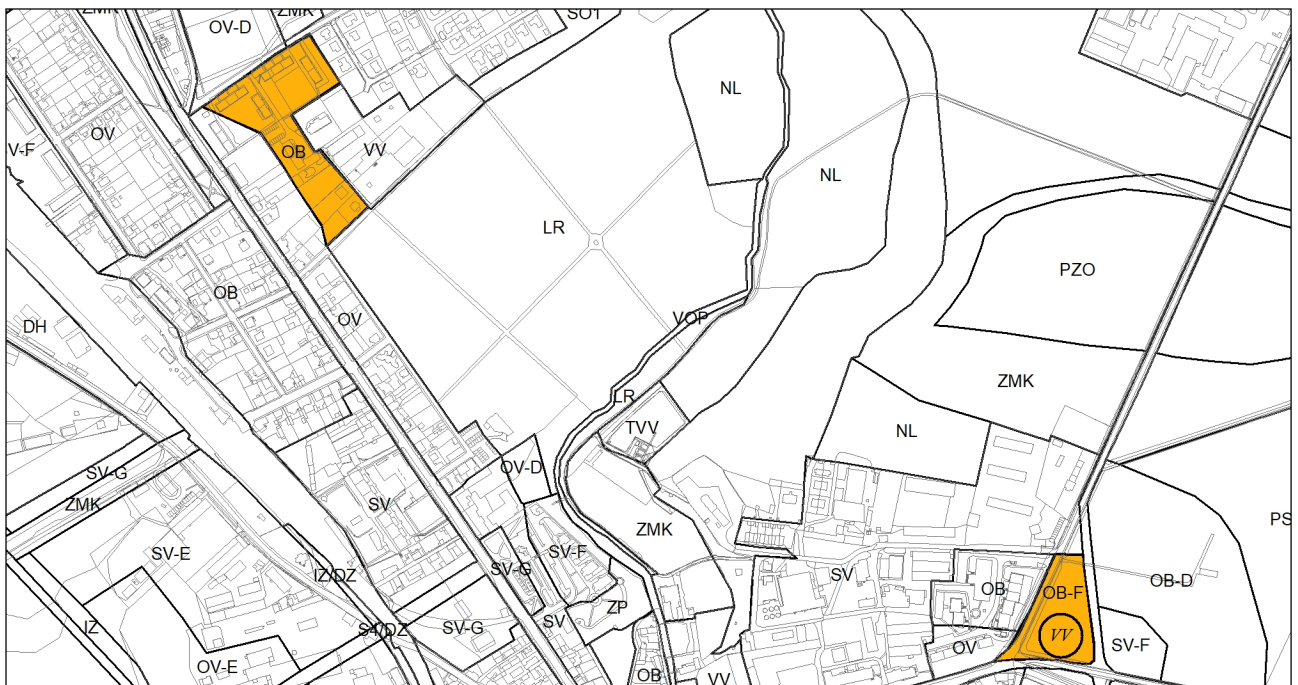 ZMK
OV-D
ZMK
SO1
NL
OV
V-F
OB
VV
NL
LR
PZO
OB
OV
DH
VOP
ZMK
LR
NL
TVV
OV-D
SV-G
ZMK
SV
ZMK
SV-E
SV-F
SV-G
IZ/DZ
SV
PS
OB
OB-F
OB-D
ZP
SV
IZ
S4/DZ
SV-G
VV
OV
SV-F
OV-E
OB
VV